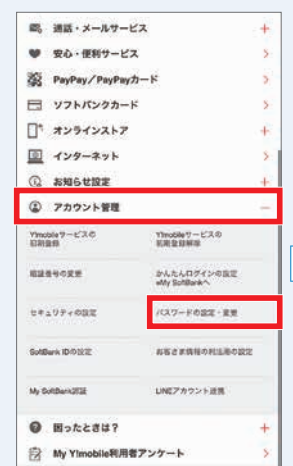 通話・メールサービス
安心・便利サービス
PayPay/PayPayカード
ソフトバンクカード
オンラインストア
インターネット
お知らせ設定
アカウント管理
Y!mobileサービスの
初期登録
Y!mobileサービスの
初期登録解除
暗証番号の変更
かんたんログインの設定
※My SoftBankへ
セキュリティの設定
パスワードの設定・変更
SoftBank IDの設定
お客さま情報の利活用の設定
My SoftBank認証
LINEアカウント連携
困ったときは?
My Y!mobile利用者アンケート